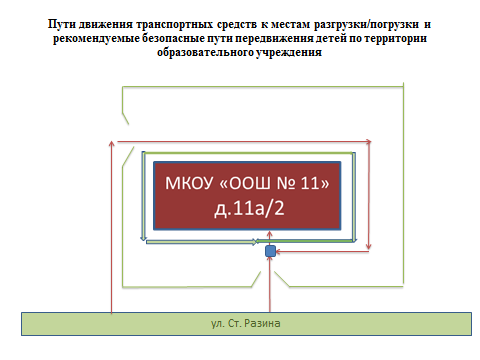 Пути движения транспортных средств к местам разгрузки/погрузки и
рекомендуемые безопасные пути передвижения детей по территории
образовательного учреждения
МКОУ «ООШ № 11»
д.11а/2
ул. Ст. Разина